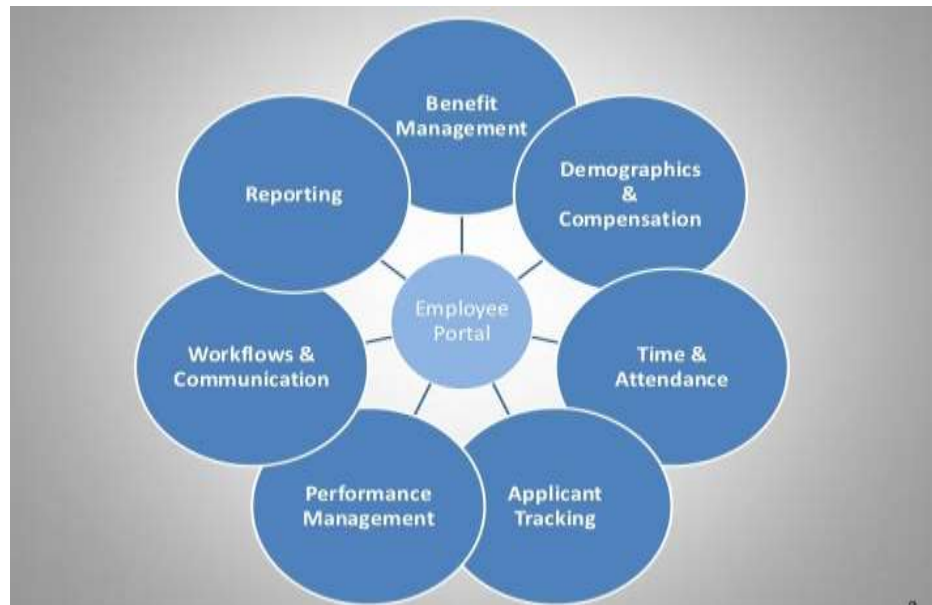 Benefit
Management
Demographics
&
Compensation
Time &
Attendance
Applicant
Tracking
Performance
Management
Workflows &
Communication
Reporting
Employee
Portal